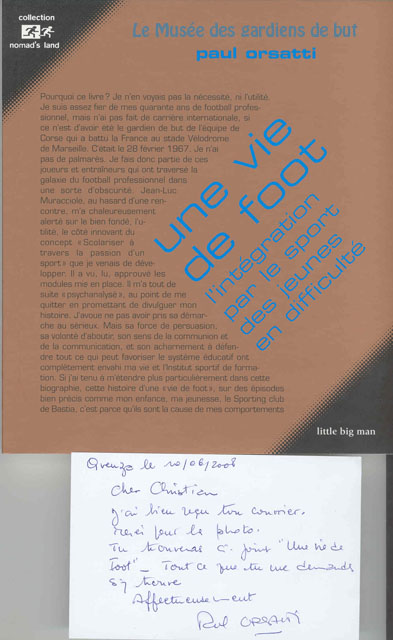 collection
nomad's land
Le Musée des gardiens de but
paul orsatti
Pourquoi ce livre ? Je n'en voyais pas la nécessité, ni l'utilité.
Je suis assez fier de mes quarante ans de football profes-
sionnel, mais n'ai pas fait de carrière internationale, si
ce n'est d'avoir été le gardien de but de l'équipe de
Corse qui a battu la France au stade Vélodrome
de Marseille. C'était le 28 février 1967. Je n'ai
pas de palmarès. Je fais donc partie de ces
joueurs et entraîneurs qui ont traversé la
galaxie du football professionnel dans
une sorte d'obscurité. Jean-Luc
Muracciole, au hasard d'une ren-
contre, m'a chaleureusement
alerté sur le bien fondé, l'u-
tilité, le côté innovant du
concept « Scolariser à
travers la passion d'un
sport » que je venais de déve-
lopper. Il a vu, lu, approuvé les
modules mie en place. Il m'a tout de
suite « psychanalysé », au point de me
quitter en promettant de divulguer mon
histoire. J'avoue ne pas avoir pris sa démar-
che au sérieux. Mais sa force de persuasion,
sa volonté d'aboutir, son sens de la communion et
de la communication, et son acharnement à défen-
dre tout ce qui peut favoriser le système éducatif ont
complètement envahi ma vie et l'Institut sportif de forma-
tion. Si j'ai tenu à m'étendre plus particulièrement dans cette
biographie, cette histoire d'une « vie de foot », sur des épisodes
bien précis comme mon enfance, ma jeunesse, le Sporting club
de Bastia, c'est parce qu'ils sont la cause de mes comportements
une vie
de foot
l'intégration
par le sport
des jeunes
en difficulté
little big man
le 10/06/2008
Cher Christian
j'ai bien reçu ton courrier.
merci pour la photo.
Tu trouveras ci-joint "Une vie de
Foot" _ Tout ce que tu me demandes
s'y trouve
Affectueusement
Paul ORSATTI